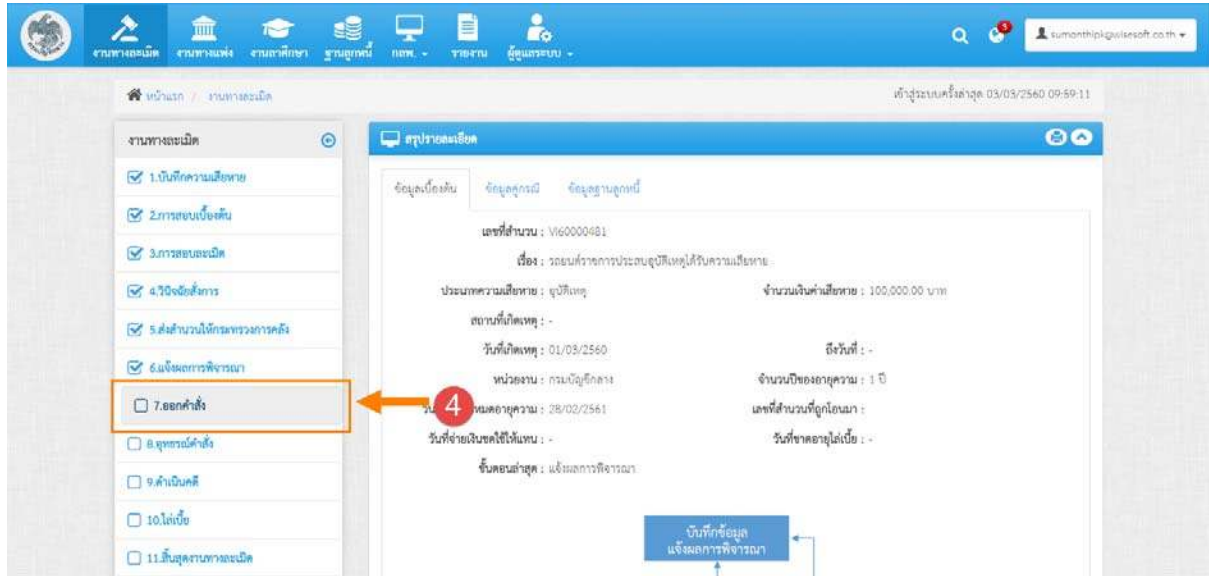 งานทางละเมิด งานทางแพ่ง งานอาศึกษา ฐานลูกหนี้ กสพ. รายงาน ผู้ดูแลระบบ
5
sumonthipk@wisesoft.co.th
หน้าแรก / งานทางละเมิด
เข้าสู่ระบบครั้งล่าสุด 03/03/2560 09:59:11
งานทางละเมิด
1.บันทึกความเสียหาย
2.การสอบเบื้องต้น
3.การสอบละเมิด
4.วินิจฉัยสั่งการ
5.ส่งสำนวนให้กระทรวงการคลัง
6.แจ้งผลการพิจารณา
7.ออกคำสั่ง
8.อุทธรณ์คำสั่ง
9.ดำเนินคดี
10.ไล่เบี้ย
11.สิ้นสุดงานทางละเมิด
4
สรุปรายละเอียด
ข้อมูลเบื้องต้น ข้อมูลคู่กรณี ข้อมูลฐานลูกหนี้
เลขที่สำนวน : VI60000481
เรื่อง : รถยนต์ราชการประสบอุบัติเหตุได้รับความเสียหาย
ประเภทความเสียหาย : อุบัติเหตุ จำนวนเงินค่าเสียหาย : 100,000.00 บาท
สถานที่เกิดเหตุ : -
วันที่เกิดเหตุ : 01/03/2560 ถึงวันที่ : -
หน่วยงาน : กรมบัญชีกลาง จำนวนปีของอายุความ : 1 ปี
หมดอายุความ : 28/02/2561 เลขที่สำนวนที่ถูกโอนมา :
วันที่จ่ายเงินชดใช้ให้แทน : - วันที่ขาดอายุไล่เบี้ย : -
ขั้นตอนล่าสุด : แจ้งผลการพิจารณา
บันทึกข้อมูล
แจ้งผลการพิจารณา